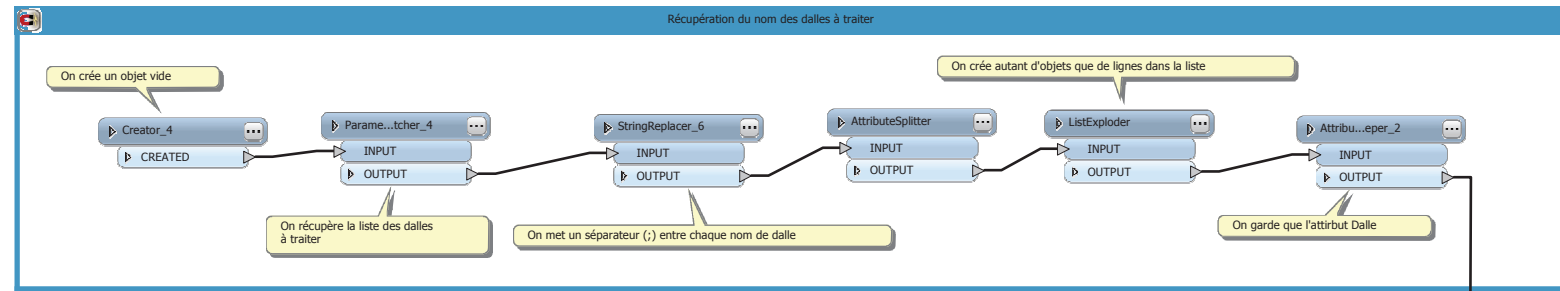 Récupération du nom des dalles à traiter
On crée un objet vide
On crée autant d'objets que de lignes dans la liste
Creator_4
CREATED
Parame...tcher_4
INPUT
OUTPUT
StringReplacer_6
INPUT
OUTPUT
AttributeSplitter
INPUT
OUTPUT
ListExploder
INPUT
OUTPUT
Attribu...eper_2
INPUT
OUTPUT
On récupère la liste des dalles
à traiter
On met un séparateur (;) entre chaque nom de dalle
On garde que l'attirbut Dalle